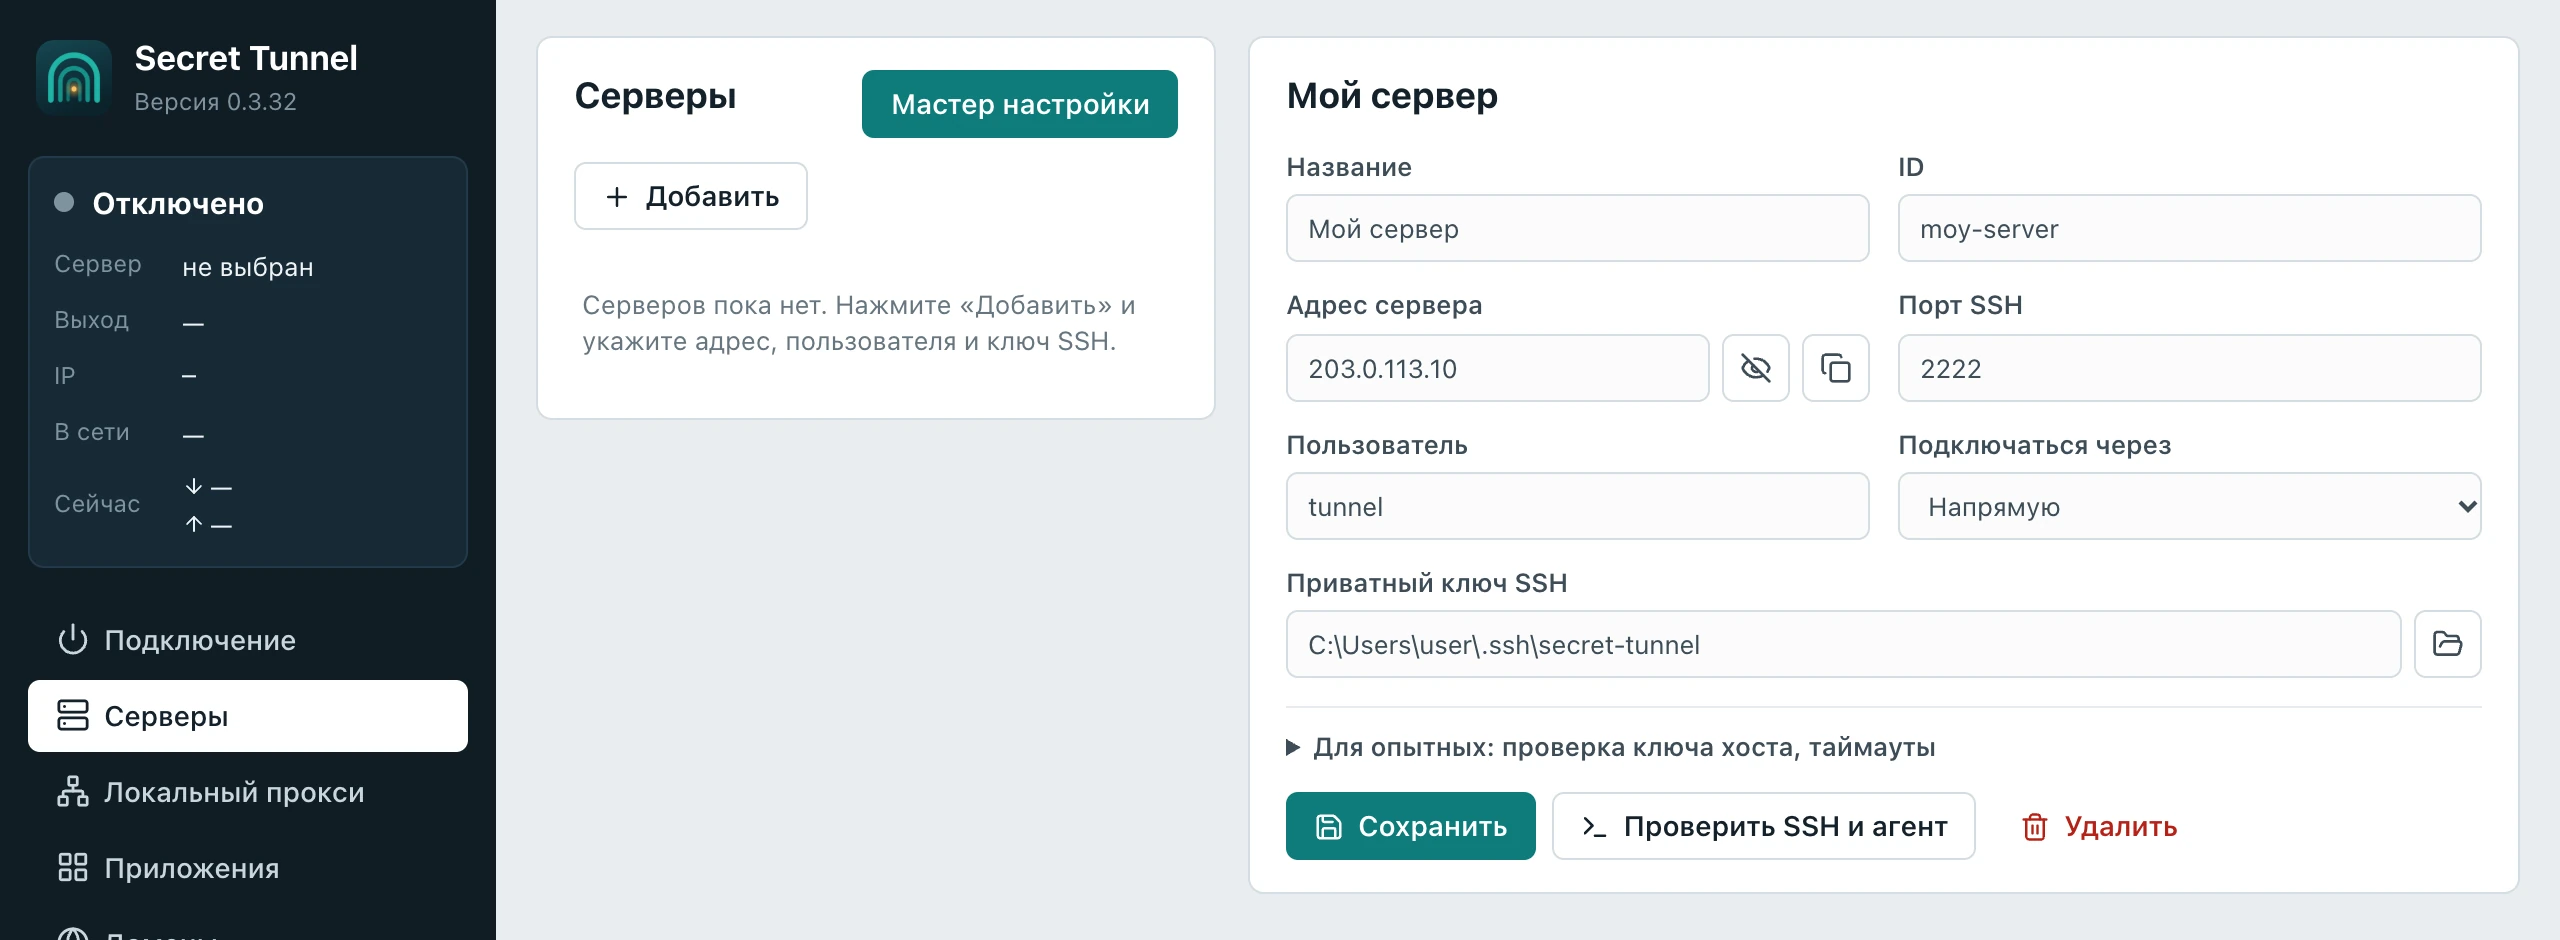 Secret Tunnel
Версия 0.3.32
Отключено
Сервер не выбран
Выход —
IP –
В сети —
Сейчас ↓ —
↑ —
Подключение
Серверы
Локальный прокси
Приложения
Серверы
Мастер настройки
+ Добавить
Серверов пока нет. Нажмите «Добавить» и
укажите адрес, пользователя и ключ SSH.
Мой сервер
Название
Мой сервер
ID
moy-server
Адрес сервера
203.0.113.10
Порт SSH
2222
Пользователь
tunnel
Подключаться через
Напрямую
Приватный ключ SSH
C:\Users\user\.ssh\secret-tunnel
Для опытных: проверка ключа хоста, таймауты
Сохранить
Проверить SSH и агент
Удалить